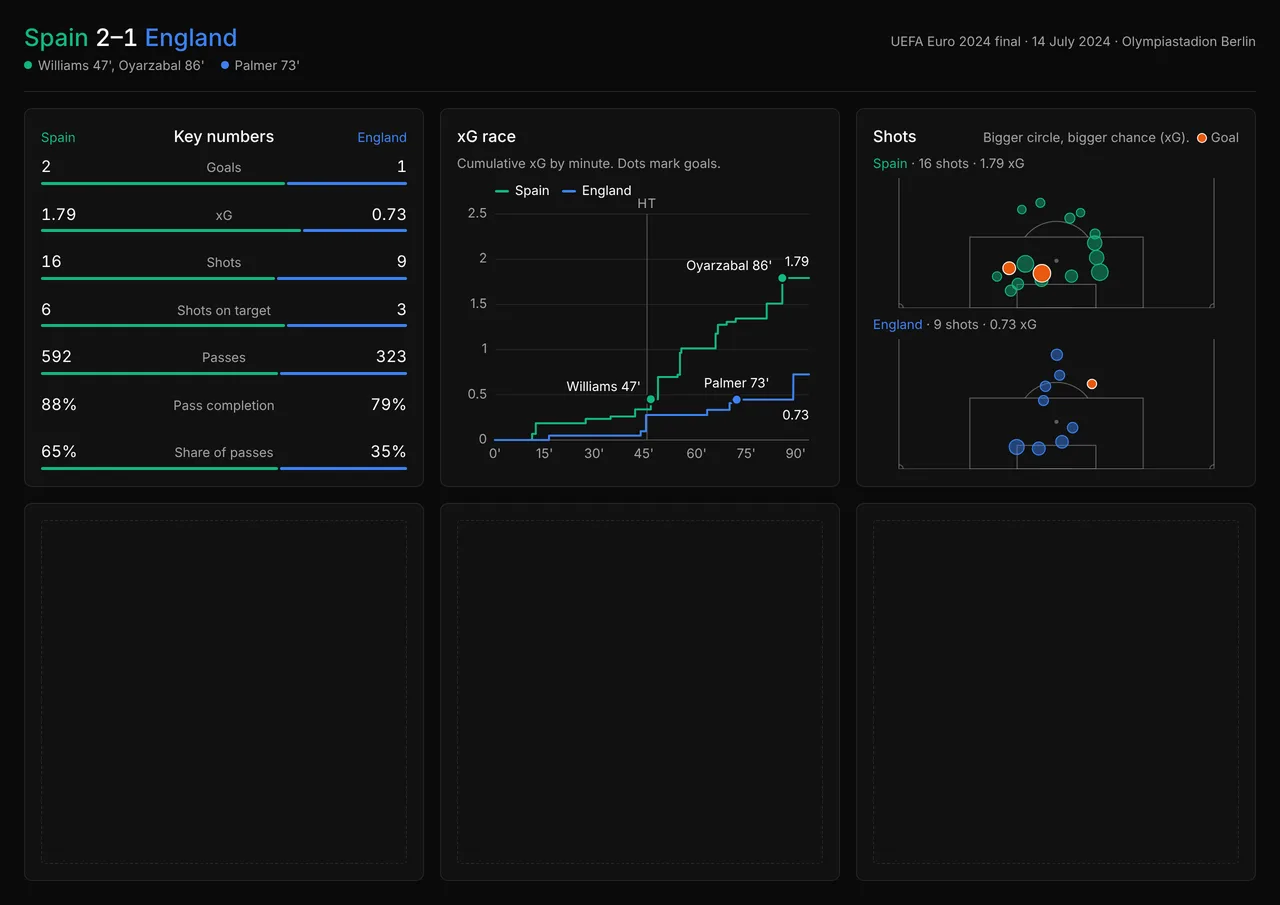 Spain 2–1 England
Williams 47', Oyarzabal 86' Palmer 73'
UEFA Euro 2024 final · 14 July 2024 · Olympiastadion Berlin
Spain Key numbers England
2 Goals 1
1.79 xG 0.73
16 Shots 9
6 Shots on target 3
592 Passes 323
88% Pass completion 79%
65% Share of passes 35%
xG race
Cumulative xG by minute. Dots mark goals.
Spain England
HT
2.5
2
1.5
1
0.5
0
Oyarzabal 86' 1.79
Williams 47' Palmer 73'
0.73
0' 15' 30' 45' 60' 75' 90'
Shots Bigger circle, bigger chance (xG). Goal
Spain · 16 shots · 1.79 xG
England · 9 shots · 0.73 xG